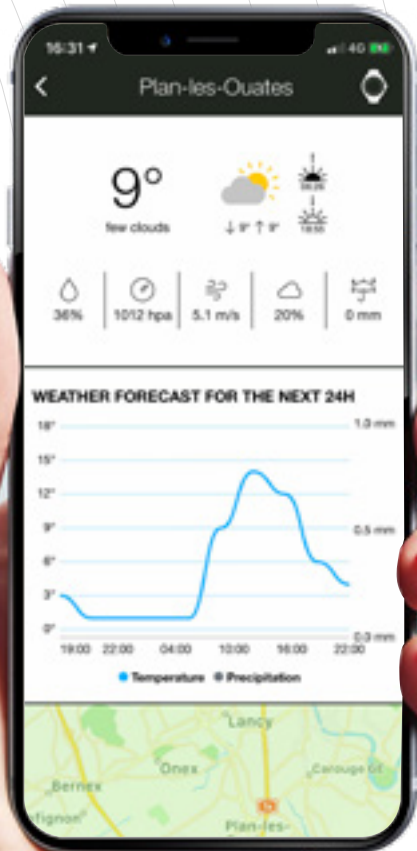 16:31 4G
Plan-les-Ouates
9°
few clouds
↓ 9° ↑ 9°
36% 1012 hpa 5.1 m/s 20% 0 mm
WEATHER FORECAST FOR THE NEXT 24H
18° 1.0 mm
15°
12°
9° 0.5 mm
6°
3°
0° 0.0 mm
19:00 22:00 04:00 10:00 16:00 22:00
Temperature Precipitation
Lancy
Onex Carouge GE
Bernex
Plan-les-